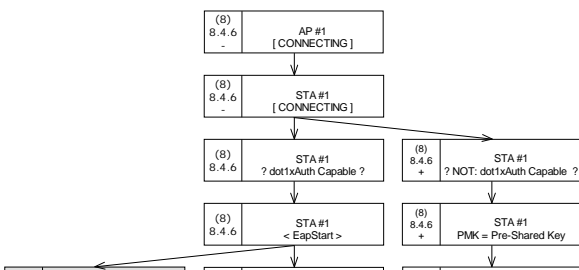 (8)
8.4.6
-
AP #1
[ CONNECTING ]
(8)
8.4.6
-
STA #1
[ CONNECTING ]
(8)
8.4.6
STA #1
? dot1xAuth Capable ?
(8)
8.4.6
+
STA #1
? NOT: dot1xAuth Capable ?
(8)
8.4.6
STA #1
< EapStart >
(8)
8.4.6
+
STA #1
PMK = Pre-Shared Key